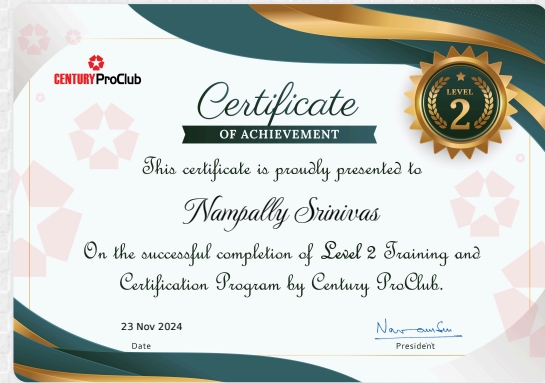 CENTURY ProClub
Certificate
OF ACHIEVEMENT
LEVEL
2
This certificate is proudly presented to
Nampally Srinivas
On the successful completion of Level 2 Training and
Certification Program by Century ProClub.
23 Nov 2024
Date
President